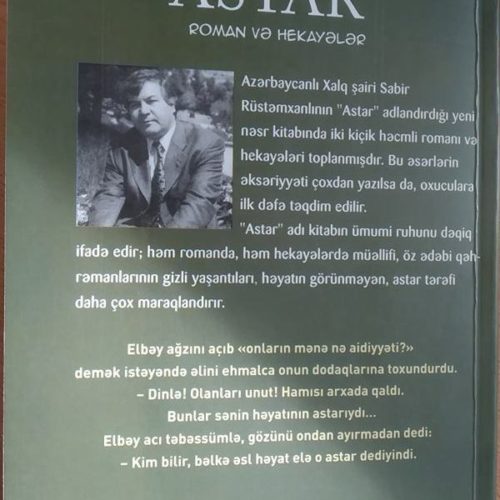 ASTAR
ROMAN VƏ HEKAYƏLƏR
Azərbaycanlı Xalq şairi Sabir
Rüstəmxanlının "Astar" adlandırdığı yeni
nəsr kitabında iki kiçik həcmli romanı və
hekayələri toplanmışdır. Bu əsərlərin
əksəriyyəti çoxdan yazılsa da, oxuculara
ilk dəfə təqdim edilir.
"Astar" adı kitabın ümumi ruhunu dəqiq
ifadə edir; həm romanda, həm hekayələrdə müəllifi, öz ədəbi qəh-
rəmanlarının gizli yaşantıları, həyatın görünməyən, astar tərəfi
daha çox maraqlandırır.
Elbəy ağzını açıb «onların mənə nə aidiyyəti?»
demək istəyəndə əlini ehmalca onun dodaqlarına toxundurdu.
– Dinlə! Olanları unut! Hamısı arxada qaldı.
Bunlar sənin həyatının astarıydı...
Elbəy acı təbəssümlə, gözünü ondan ayırmadan dedi:
– Kim bilir, bəlkə əsl həyat elə o astar dediyindi.